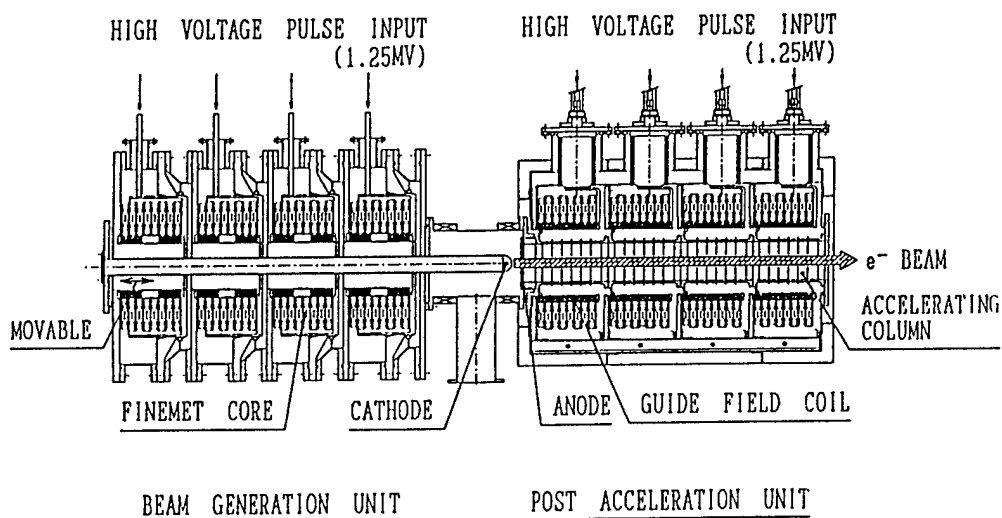 HIGH VOLTAGE PULSE INPUT
(1.25MV)
HIGH VOLTAGE PULSE INPUT
(1.25MV)
e⁻ BEAM
ACCELERATING
COLUMN
MOVABLE
FINEMET CORE
CATHODE
ANODE
GUIDE FIELD COIL
BEAM GENERATION UNIT
POST ACCELERATION UNIT